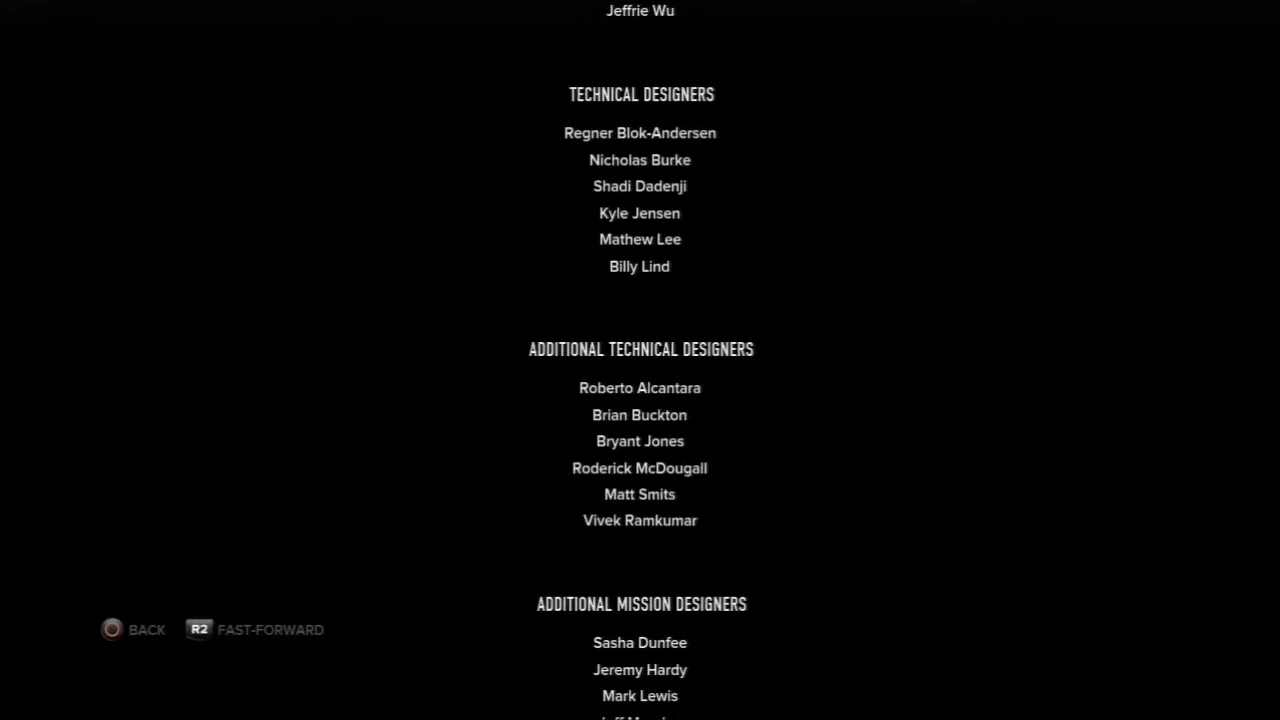 Jeffrie Wu
TECHNICAL DESIGNERS
Regner Blok-Andersen
Nicholas Burke
Shadi Dadenji
Kyle Jensen
Mathew Lee
Billy Lind
ADDITIONAL TECHNICAL DESIGNERS
Roberto Alcantara
Brian Buckton
Bryant Jones
Roderick McDougall
Matt Smits
Vivek Ramkumar
ADDITIONAL MISSION DESIGNERS
BACK R2 FAST-FORWARD
Sasha Dunfee
Jeremy Hardy
Mark Lewis